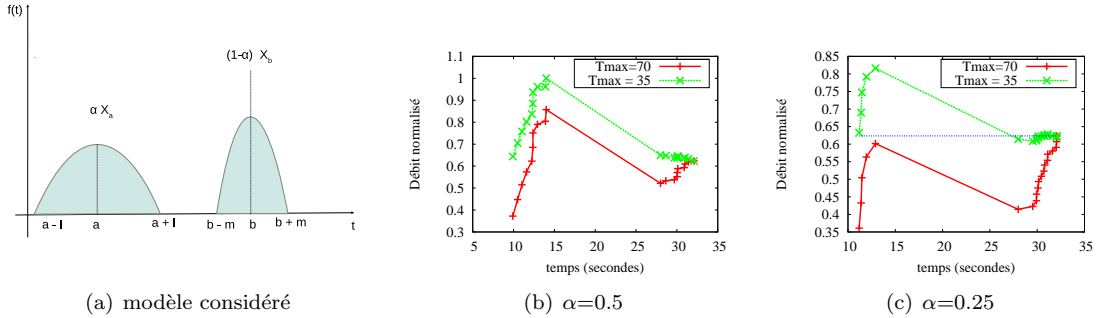 f(t)
α X_a
(1-α) X_b
a - l a a + l b - m b b + m t
(a) modèle considéré
Débit normalisé
1.1
1
0.9
0.8
0.7
0.6
0.5
0.4
0.3
5 10 15 20 25 30 35
temps (secondes)
Tmax=70
Tmax = 35
(b) α=0.5
Débit normalisé
0.85
0.8
0.75
0.7
0.65
0.6
0.55
0.5
0.45
0.4
0.35
10 15 20 25 30 35
temps (secondes)
Tmax=70
Tmax = 35
(c) α=0.25